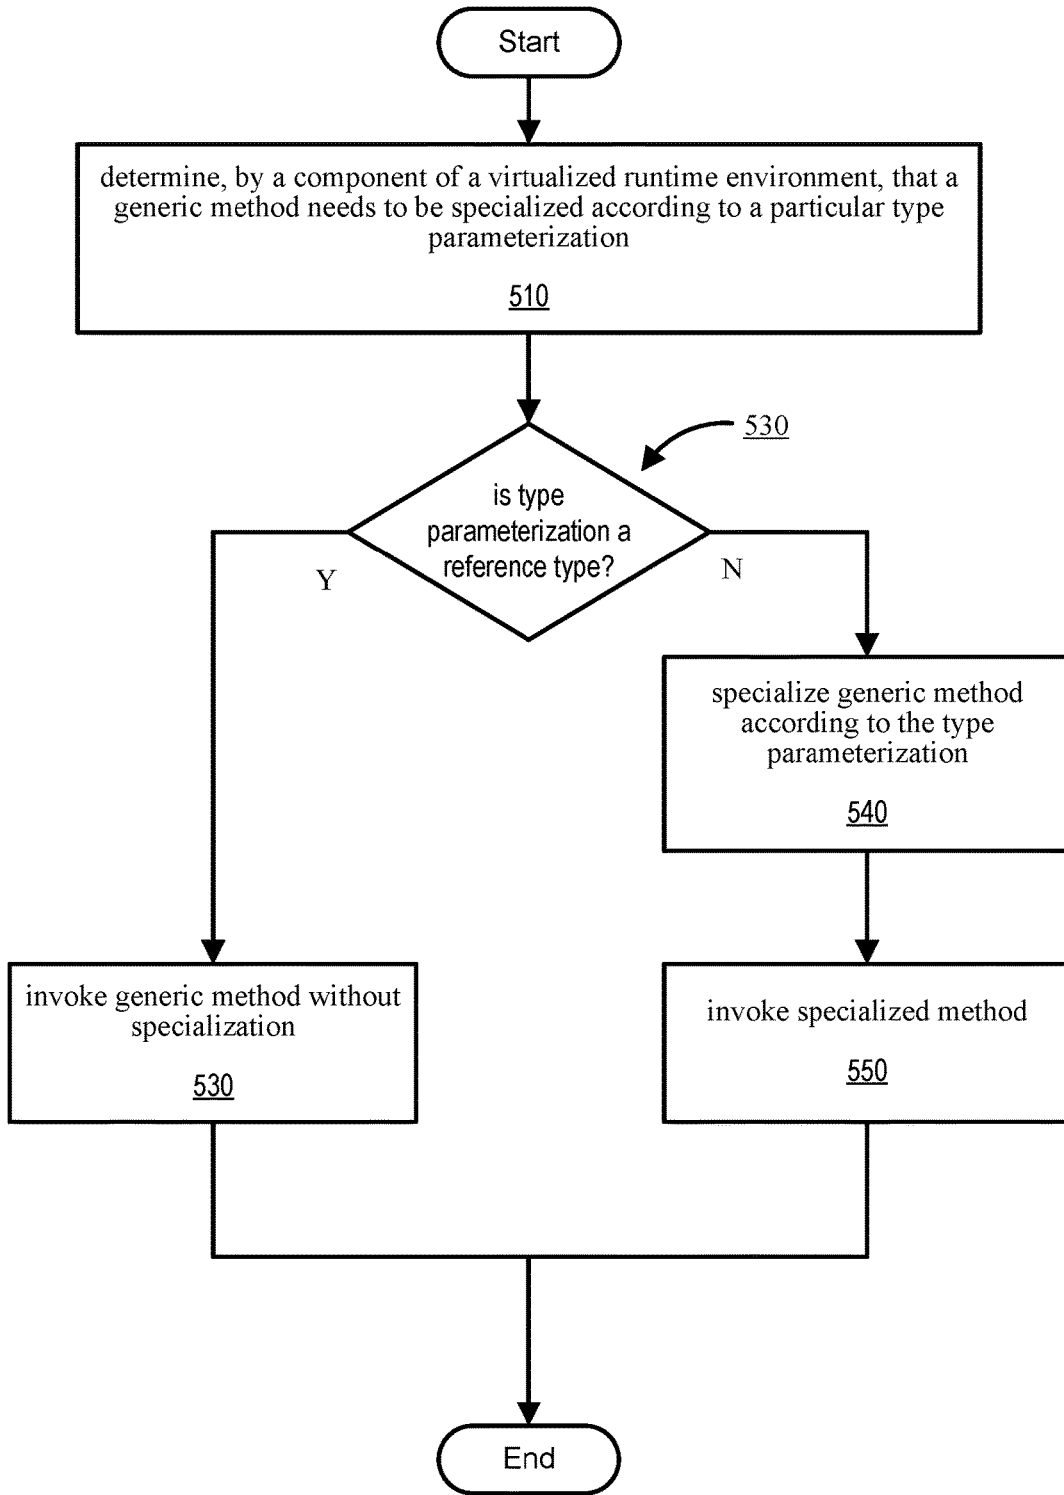 Start
determine, by a component of a virtualized runtime environment, that a
generic method needs to be specialized according to a particular type
parameterization
510
530
is type
parameterization a
reference type?
Y
N
specialize generic method
according to the type
parameterization
540
invoke generic method without
specialization
530
invoke specialized method
550
End